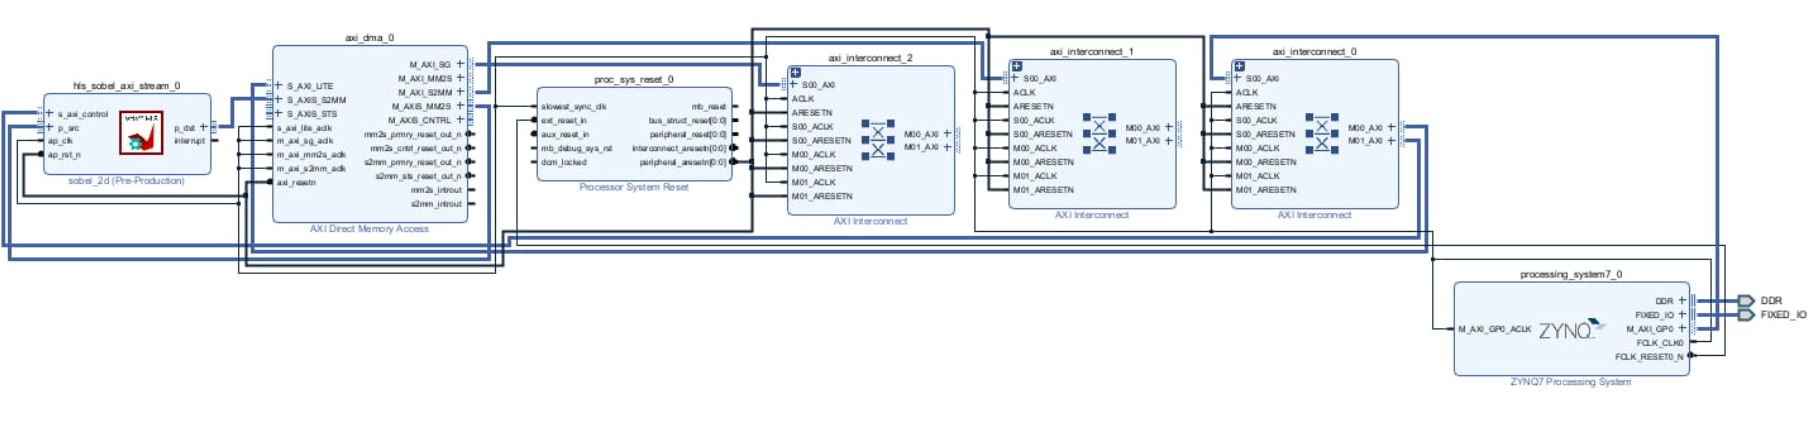 hls_sobel_axi_stream_0
s_axi_control
p_src
ap_clk
ap_rst_n
p_dst
interrupt
sobel_2d (Pre-Production)
axi_dma_0
S_AXI_LITE
S_AXIS_S2MM
S_AXIS_STS
s_axi_lite_aclk
m_axi_sg_aclk
m_axi_mm2s_aclk
m_axi_s2mm_aclk
axi_resetn
M_AXI_SG
M_AXI_MM2S
M_AXI_S2MM
M_AXIS_MM2S
M_AXIS_CNTRL
mm2s_prmry_reset_out_n
mm2s_cntrl_reset_out_n
s2mm_prmry_reset_out_n
s2mm_sts_reset_out_n
mm2s_introut
s2mm_introut
AXI Direct Memory Access
proc_sys_reset_0
slowest_sync_clk
ext_reset_in
aux_reset_in
mb_debug_sys_rst
dcm_locked
mb_reset
bus_struct_reset[0:0]
peripheral_reset[0:0]
interconnect_aresetn[0:0]
peripheral_aresetn[0:0]
Processor System Reset
axi_interconnect_2
S00_AXI
ACLK
ARESETN
S00_ACLK
S00_ARESETN
M00_ACLK
M00_ARESETN
M01_ACLK
M01_ARESETN
M00_AXI
M01_AXI
AXI Interconnect
axi_interconnect_1
S00_AXI
ACLK
ARESETN
S00_ACLK
S00_ARESETN
M00_ACLK
M00_ARESETN
M01_ACLK
M01_ARESETN
M00_AXI
M01_AXI
AXI Interconnect
axi_interconnect_0
S00_AXI
ACLK
ARESETN
S00_ACLK
S00_ARESETN
M00_ACLK
M00_ARESETN
M01_ACLK
M01_ARESETN
M00_AXI
M01_AXI
AXI Interconnect
processing_system7_0
M_AXI_GP0_ACLK
ZYNQ
DDR
FIXED_IO
M_AXI_GP0
FCLK_CLK0
FCLK_RESET0_N
ZYNQ7 Processing System
DDR
FIXED_IO